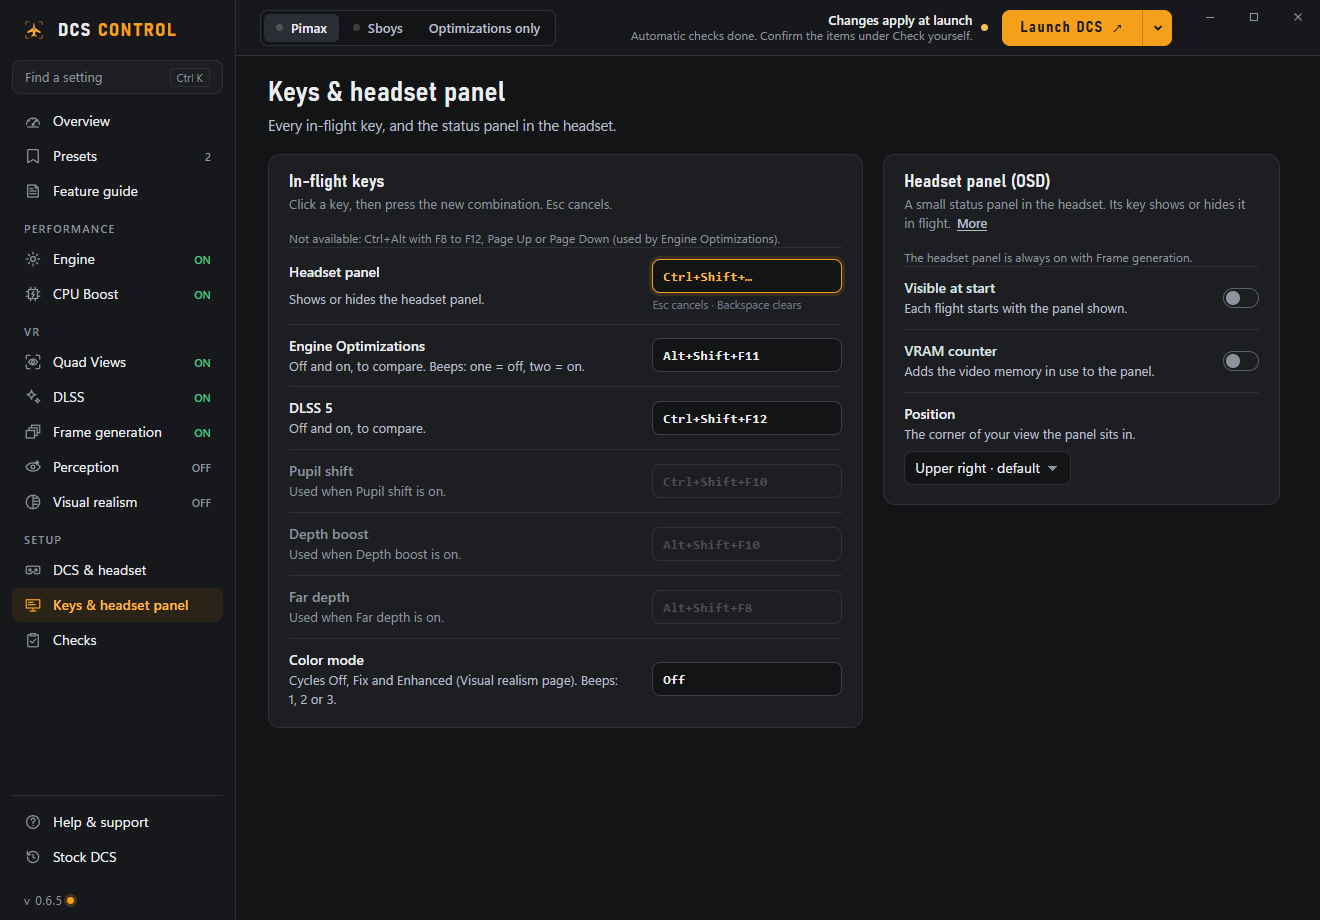 DCS CONTROL
Find a setting Ctrl K
Overview
Presets 2
Feature guide
PERFORMANCE
Engine ON
CPU Boost ON
VR
Quad Views ON
DLSS ON
Frame generation ON
Perception OFF
Visual realism OFF
SETUP
DCS & headset
Keys & headset panel
Checks
Help & support
Stock DCS
v 0.6.5
Pimax Sboys Optimizations only
Changes apply at launch
Automatic checks done. Confirm the items under Check yourself.
Launch DCS ↗
Keys & headset panel
Every in-flight key, and the status panel in the headset.
In-flight keys
Click a key, then press the new combination. Esc cancels.
Not available: Ctrl+Alt with F8 to F12, Page Up or Page Down (used by Engine Optimizations).
Headset panel
Shows or hides the headset panel.
Ctrl+Shift+…
Esc cancels · Backspace clears
Engine Optimizations
Off and on, to compare. Beeps: one = off, two = on.
Alt+Shift+F11
DLSS 5
Off and on, to compare.
Ctrl+Shift+F12
Pupil shift
Used when Pupil shift is on.
Ctrl+Shift+F10
Depth boost
Used when Depth boost is on.
Alt+Shift+F10
Far depth
Used when Far depth is on.
Alt+Shift+F8
Color mode
Cycles Off, Fix and Enhanced (Visual realism page). Beeps:
1, 2 or 3.
Off
Headset panel (OSD)
A small status panel in the headset. Its key shows or hides it
in flight. More
The headset panel is always on with Frame generation.
Visible at start
Each flight starts with the panel shown.
VRAM counter
Adds the video memory in use to the panel.
Position
The corner of your view the panel sits in.
Upper right · default